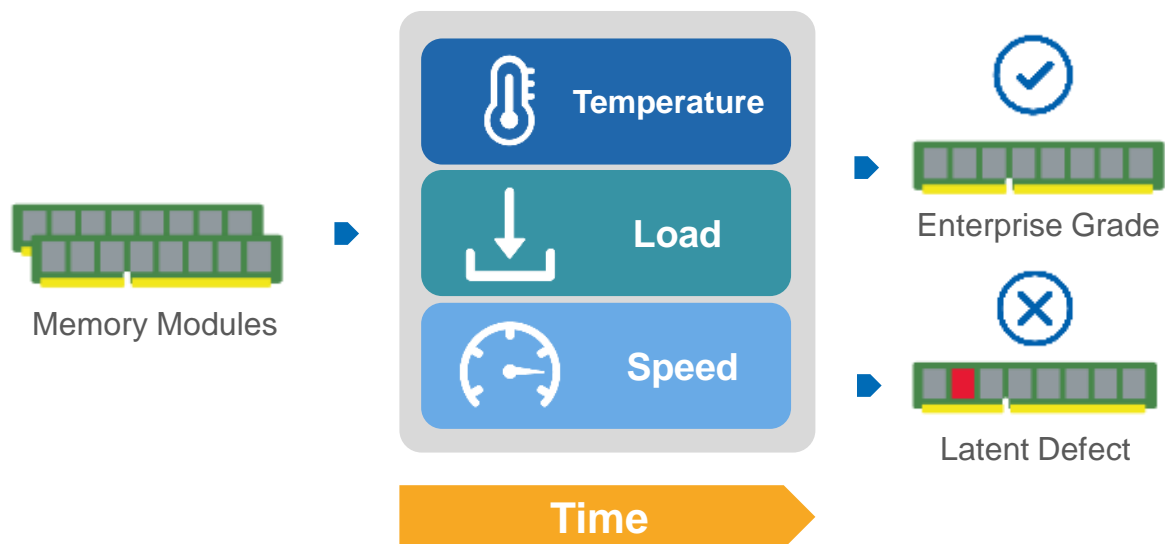 Memory Modules
Temperature
Load
Speed
Time
Enterprise Grade
Latent Defect